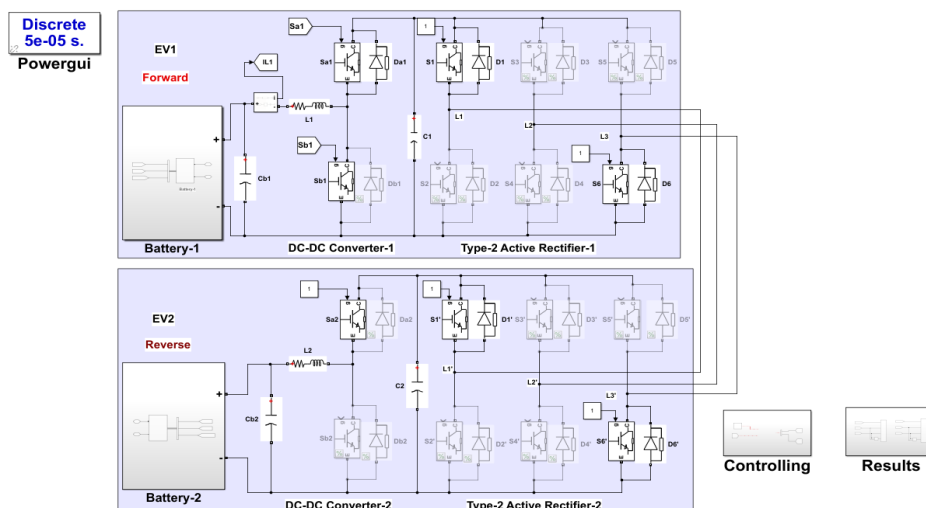 Discrete
5e-05 s.
Powergui
EV1
Forward
IL1
L1
Cb1
Battery-1
Sa1
Sa1
Da1
Sb1
Sb1
Db1
C1
DC-DC Converter-1
1
S1
D1
S3
D3
S5
D5
L1
L2
L3
1
S2
D2
S4
D4
S6
D6
Type-2 Active Rectifier-1
EV2
Reverse
L2
Cb2
Battery-2
1
Sa2
Da2
Sb2
Db2
C2
DC-DC Converter-2
1
S1'
D1'
S3'
D3'
S5'
D5'
L1'
L2'
L3'
1
S2'
D2'
S4'
D4'
S6'
D6'
Type-2 Active Rectifier-2
Controlling
Results